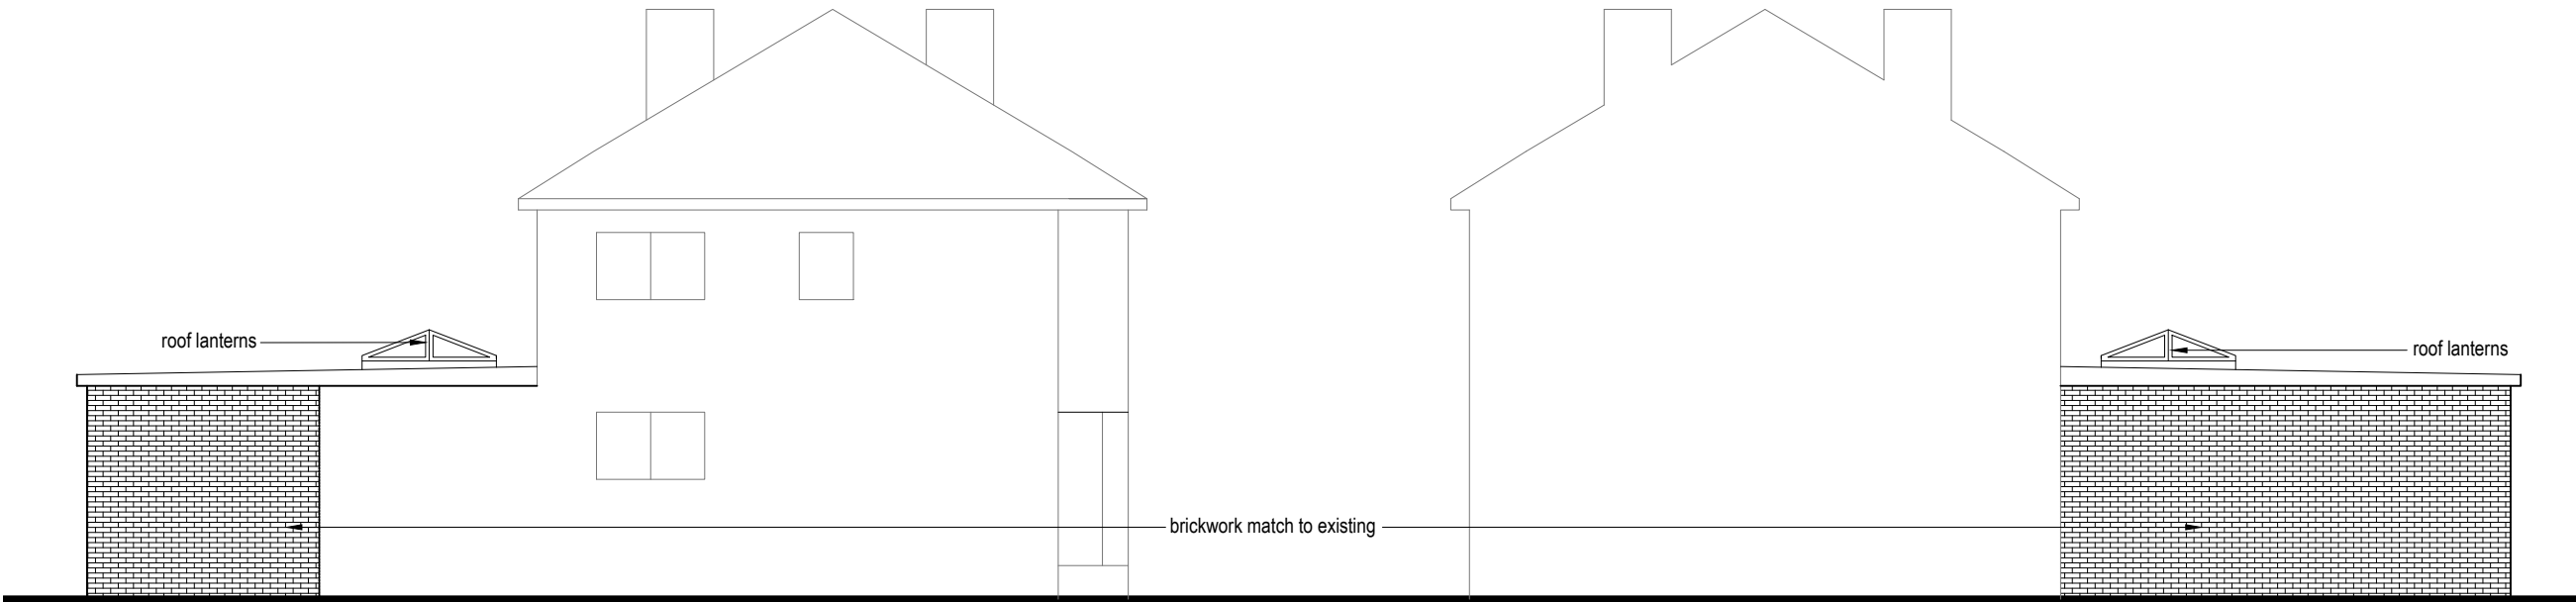 roof lanterns
roof lanterns
brickwork match to existing